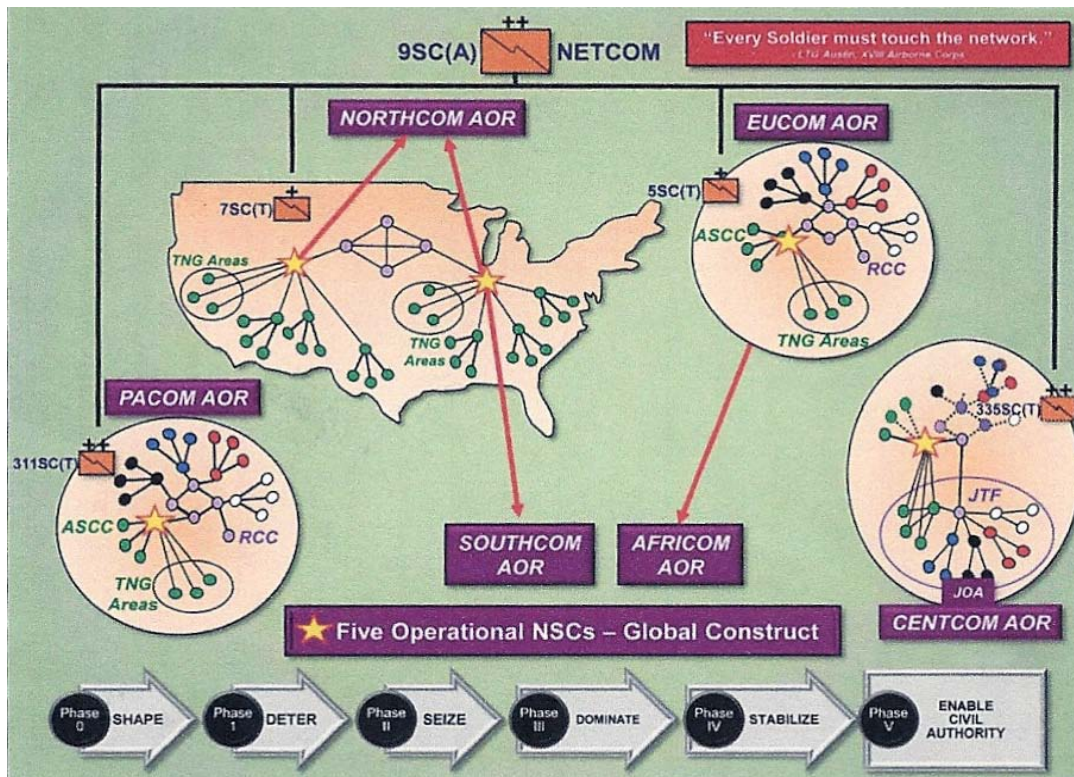 9SC(A)
NETCOM
"Every Soldier must touch the network."
LTG Austin, XVIII Airborne Corps
NORTHCOM AOR
EUCOM AOR
7SC(T)
5SC(T)
TNG Areas
TNG
Areas
ASCC
RCC
TNG Areas
PACOM AOR
311SC(T)
ASCC
RCC
TNG
Areas
335SC(T)
JTF
JOA
CENTCOM AOR
SOUTHCOM
AOR
AFRICOM
AOR
Five Operational NSCs – Global Construct
Phase
0
SHAPE
Phase
1
DETER
Phase
II
SEIZE
Phase
III
DOMINATE
Phase
IV
STABILIZE
Phase
V
ENABLE
CIVIL
AUTHORITY